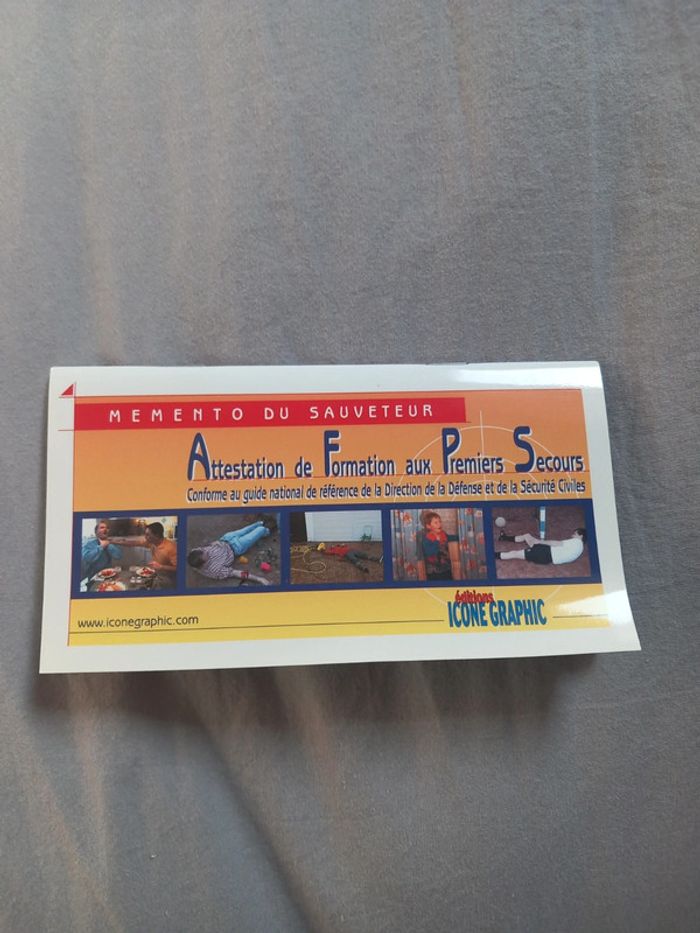 MEMENTO DU SAUVETEUR
Attestation de Formation aux Premiers Secours
Conforme au guide national de référence de la Direction de la Défense et de la Sécurité Civiles
www.iconegraphic.com
éditions
ICONE GRAPHIC